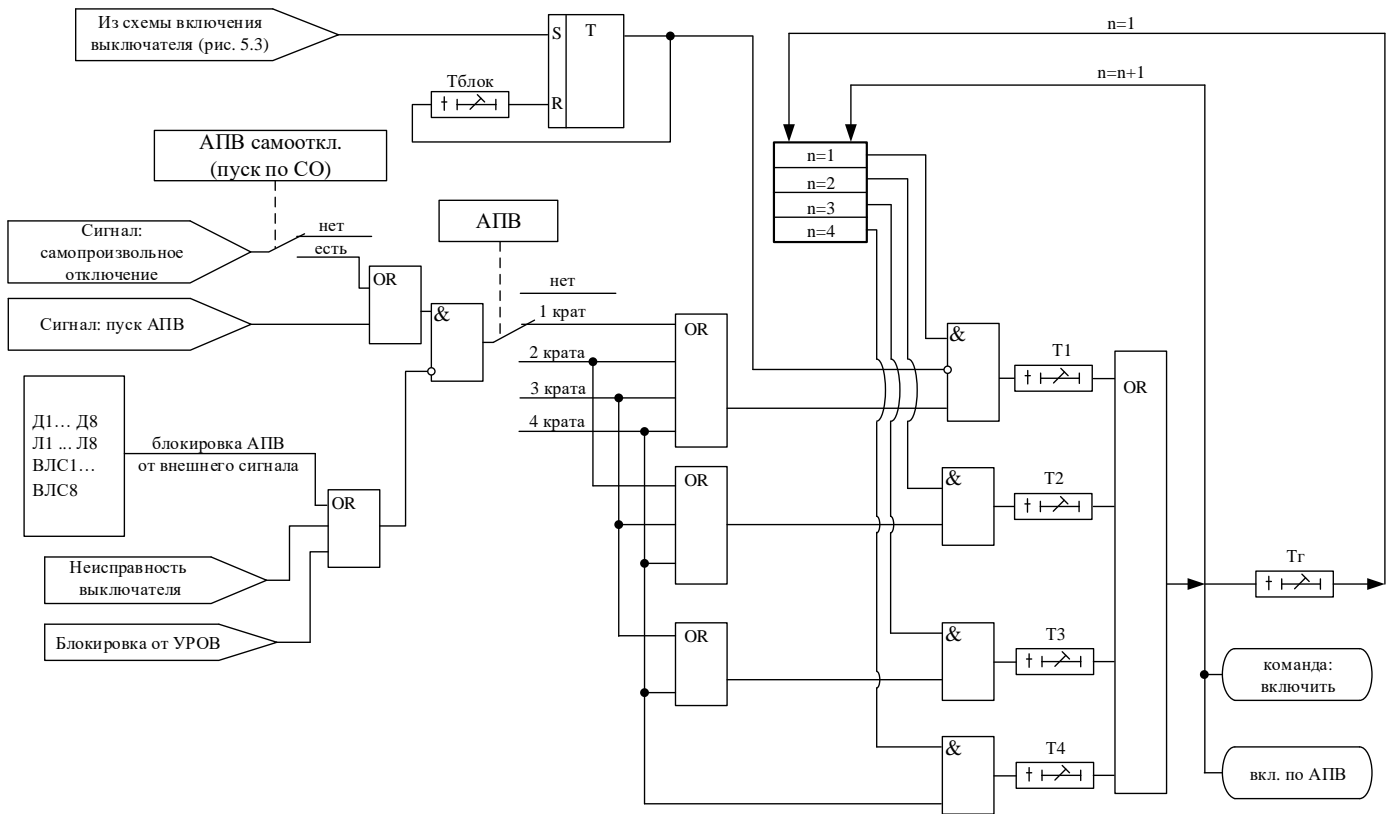 Из схемы включения
выключателя (рис. 5.3)
S
T
R
Tблок
n=1
n=n+1
n=1
n=2
n=3
n=4
АПВ самооткл.
(пуск по СО)
АПВ
Сигнал:
самопроизвольное
отключение
нет
есть
OR
Сигнал: пуск АПВ
&
нет
1 крат
2 крата
3 крата
4 крата
OR
&
T1
OR
Д1... Д8
Л1 ... Л8
ВЛС1...
ВЛС8
блокировка АПВ
от внешнего сигнала
OR
OR
&
T2
Неисправность
выключателя
Блокировка от УРОВ
OR
&
T3
Tг
команда:
включить
&
T4
вкл. по АПВ